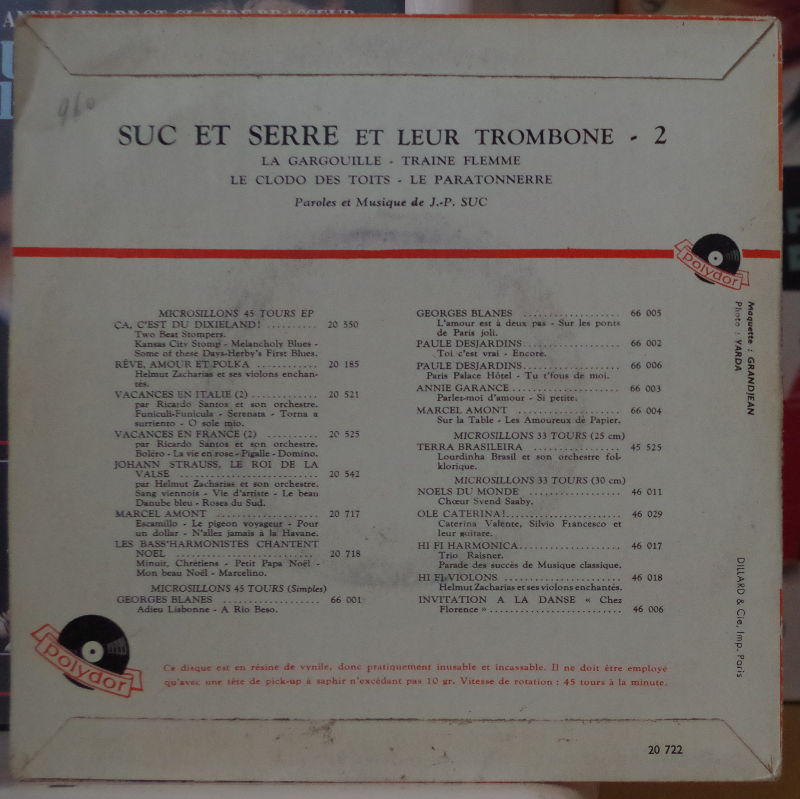 ANNIE GIRARDOT CLAUDE BRASSEUR
960
SUC ET SERRE ET LEUR TROMBONE - 2
LA GARGOUILLE - TRAINE FLEMME
LE CLODO DES TOITS - LE PARATONNERRE
Paroles et Musique de J.-P. SUC
polydor
MICROSILLONS 45 TOURS EP
ÇA, C'EST DU DIXIELAND! .......... 20 550
Two Beat Stompers.
Kansas City Stomp - Melancholy Blues -
Some of these Days-Herby's First Blues.
RÊVE, AMOUR ET POLKA ............ 20 185
Helmut Zacharias et ses violons enchan-
tés.
VACANCES EN ITALIE (2) ............ 20 521
par Ricardo Santos et son orchestre.
Funiculi-Funicula - Serenata - Torna a
surriento - O sole mio.
VACANCES EN FRANCE (2) .......... 20 525
par Ricardo Santos et son orchestre.
Boléro - La vie en rose - Pigalle - Domino.
JOHANN STRAUSS, LE ROI DE LA
VALSE ........................ 20 542
par Helmut Zacharias et son orchestre.
Sang viennois - Vie d'artiste - Le beau
Danube bleu - Roses du Sud.
MARCEL AMONT .................. 20 717
Escamillo - Le pigeon voyageur - Pour
un dollar - N'allez jamais à la Havane.
LES BASS'HARMONISTES CHANTENT
NOEL ........................ 20 718
Minuit, Chrétiens - Petit Papa Noël -
Mon beau Noël - Marcelino.
MICROSILLONS 45 TOURS (Simples)
GEORGES BLANES .................. 66 001
Adieu Lisbonne - A Rio Beso.
GEORGES BLANES .................. 66 005
L'amour est à deux pas - Sur les ponts
de Paris joli.
PAULE DESJARDINS.................. 66 002
Toi c'est vrai - Encore.
PAULE DESJARDINS.................. 66 006
Paris Palace Hôtel - Tu t'fous de moi.
ANNIE GARANCE .................... 66 003
Parlez-moi d'amour - Si petite.
MARCEL AMONT .................... 66 004
Sur la Table - Les Amoureux de Papier.
MICROSILLONS 33 TOURS (25 cm)
TERRA BRASILEIRA ................ 45 525
Lourdinha Brasil et son orchestre fol-
klorique.
MICROSILLONS 33 TOURS (30 cm)
NOELS DU MONDE .................. 46 011
Chœur Svend Saaby.
OLE CATERINA!.................... 46 029
Caterina Valente, Silvio Francesco et
leur guitare.
HI FI HARMONICA.................. 46 017
Trio Raisner.
Parade des succès de Musique classique.
HI FI VIOLONS .................... 46 018
Helmut Zacharias et ses violons enchantés.
INVITATION A LA DANSE « Chez
Florence » ........................ 46 006
Maquette : GRANDJEAN
Photo : VARDA
DILLARD & Cie, Imp. Paris
polydor
Ce disque est en résine de vynile, donc pratiquement inusable et incassable. Il ne doit être employé
qu'avec une tête de pick-up à saphir n'excédant pas 10 gr. Vitesse de rotation : 45 tours à la minute.
20 722